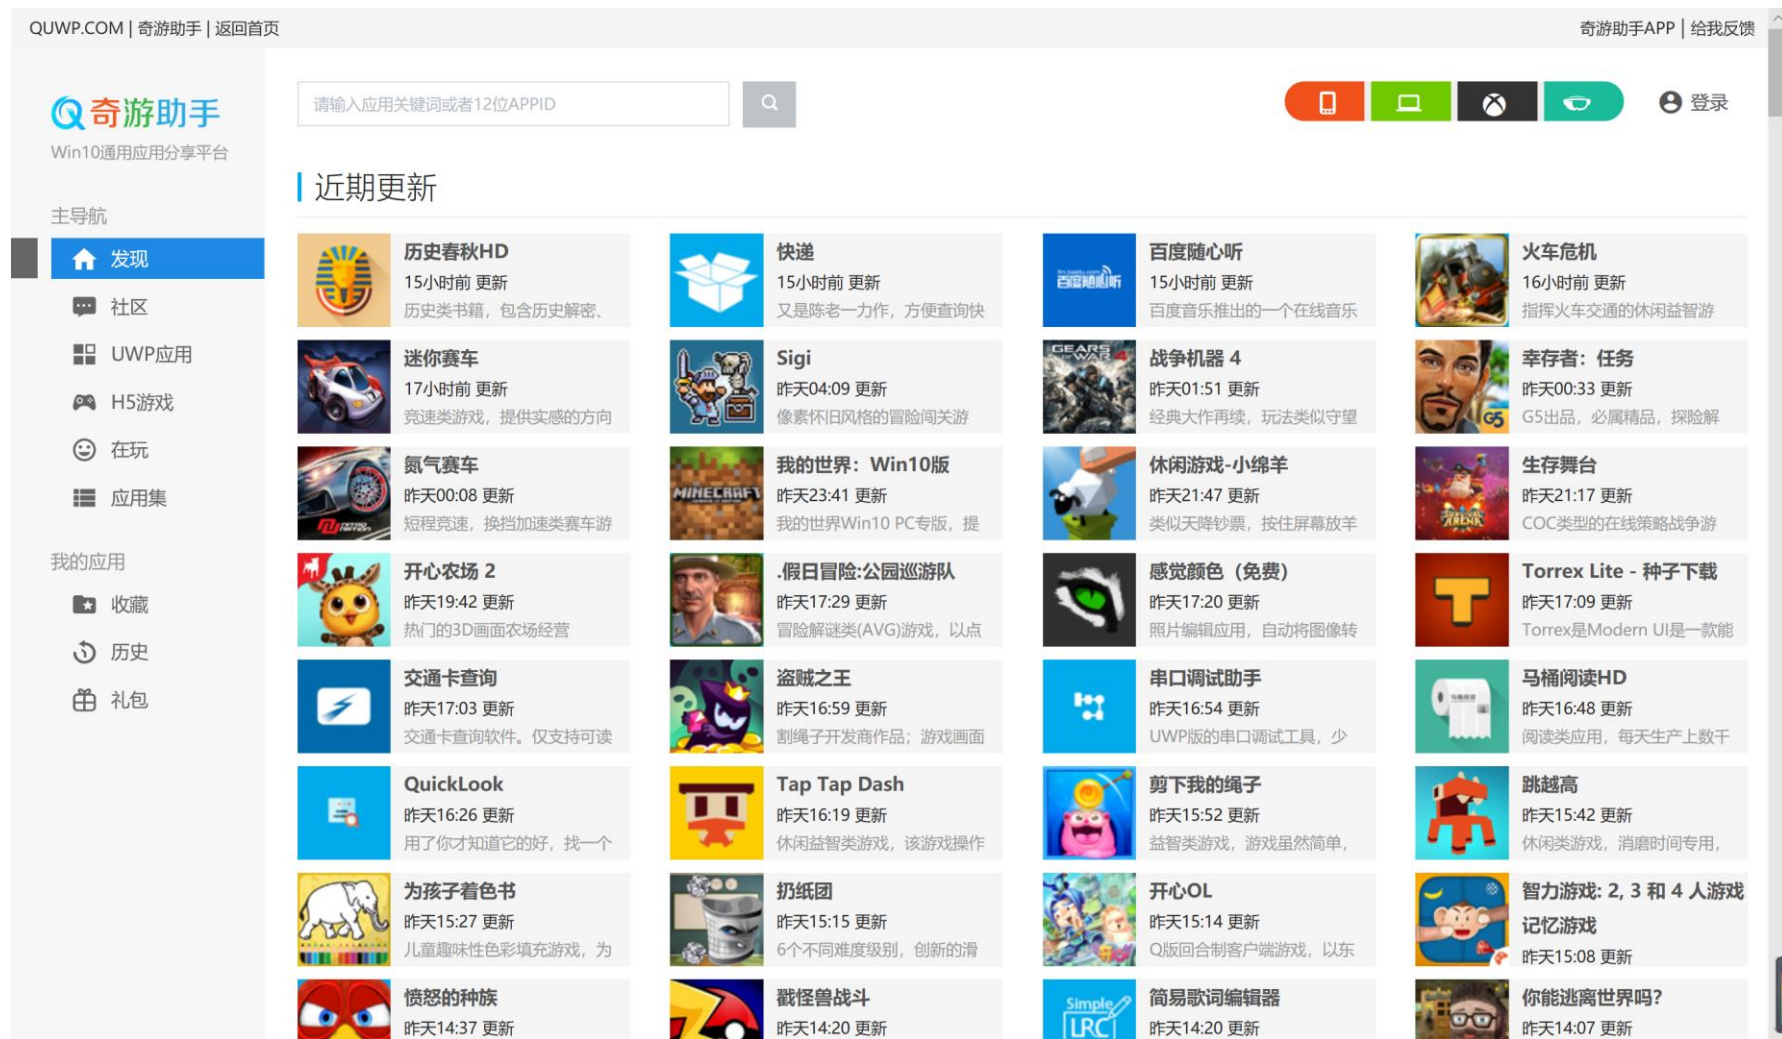 QUWP.COM | 奇游助手 | 返回首页
奇游助手APP | 给我反馈
奇游助手
Win10通用应用分享平台
请输入应用关键词或者12位APPID
登录
主导航
发现
社区
UWP应用
H5游戏
在玩
应用集
我的应用
收藏
历史
礼包
近期更新
历史春秋HD
15小时前 更新
历史类书籍，包含历史解密、
快递
15小时前 更新
又是陈老一力作，方便查询快
百度随心听
百度随心听
15小时前 更新
百度音乐推出的一个在线音乐
火车危机
16小时前 更新
指挥火车交通的休闲益智游
迷你赛车
17小时前 更新
竞速类游戏，提供实感的方向
Sigi
昨天04:09 更新
像素怀旧风格的冒险闯关游
GEARS OF WAR 4
战争机器 4
昨天01:51 更新
经典大作再续，玩法类似守望
G5
幸存者：任务
昨天00:33 更新
G5出品，必属精品，探险解
氮气赛车
昨天00:08 更新
短程竞速，换挡加速类赛车游
MINECRAFT
我的世界：Win10版
昨天23:41 更新
我的世界Win10 PC专版，提
休闲游戏-小绵羊
昨天21:47 更新
类似天降钞票，按住屏幕放羊
ARENA
生存舞台
昨天21:17 更新
COC类型的在线策略战争游
开心农场 2
昨天19:42 更新
热门的3D画面农场经营
.假日冒险:公园巡游队
昨天17:29 更新
冒险解谜类(AVG)游戏，以点
感觉颜色（免费）
昨天17:20 更新
照片编辑应用，自动将图像转
T
Torrex Lite - 种子下载
昨天17:09 更新
Torrex是Modern UI是一款能
交通卡查询
昨天17:03 更新
交通卡查询软件。仅支持可读
盗贼之王
昨天16:59 更新
割绳子开发商作品；游戏画面
串口调试助手
昨天16:54 更新
UWP版的串口调试工具，少
马桶阅读HD
昨天16:48 更新
阅读类应用，每天生产上数千
QuickLook
昨天16:26 更新
用了你才知道它的好，找一个
Tap Tap Dash
昨天16:19 更新
休闲益智类游戏，该游戏操作
剪下我的绳子
昨天15:52 更新
益智类游戏，游戏虽然简单，
跳越高
昨天15:42 更新
休闲类游戏，消磨时间专用，
为孩子着色书
昨天15:27 更新
儿童趣味性色彩填充游戏，为
扔纸团
昨天15:15 更新
6个不同难度级别，创新的滑
开心OL
昨天15:14 更新
Q版回合制客户端游戏，以东
智力游戏: 2, 3 和 4 人游戏
记忆游戏
昨天15:08 更新
愤怒的种族
昨天14:37 更新
戳怪兽战斗
昨天14:20 更新
Simple
LRC
简易歌词编辑器
昨天14:20 更新
你能逃离世界吗?
昨天14:07 更新